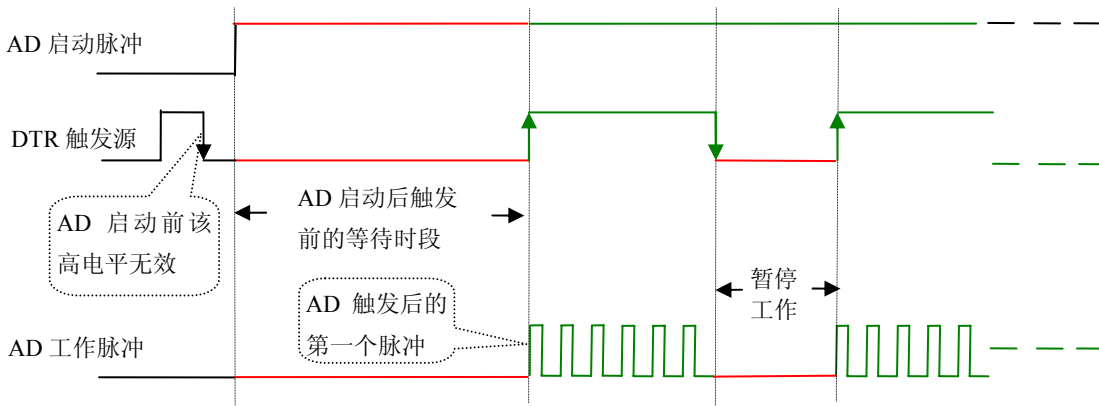 AD 启动脉冲
DTR 触发源
AD 启动前该
高电平无效
AD 启动后触发
前的等待时段
AD 触发后的
第一个脉冲
暂停
工作
AD 工作脉冲